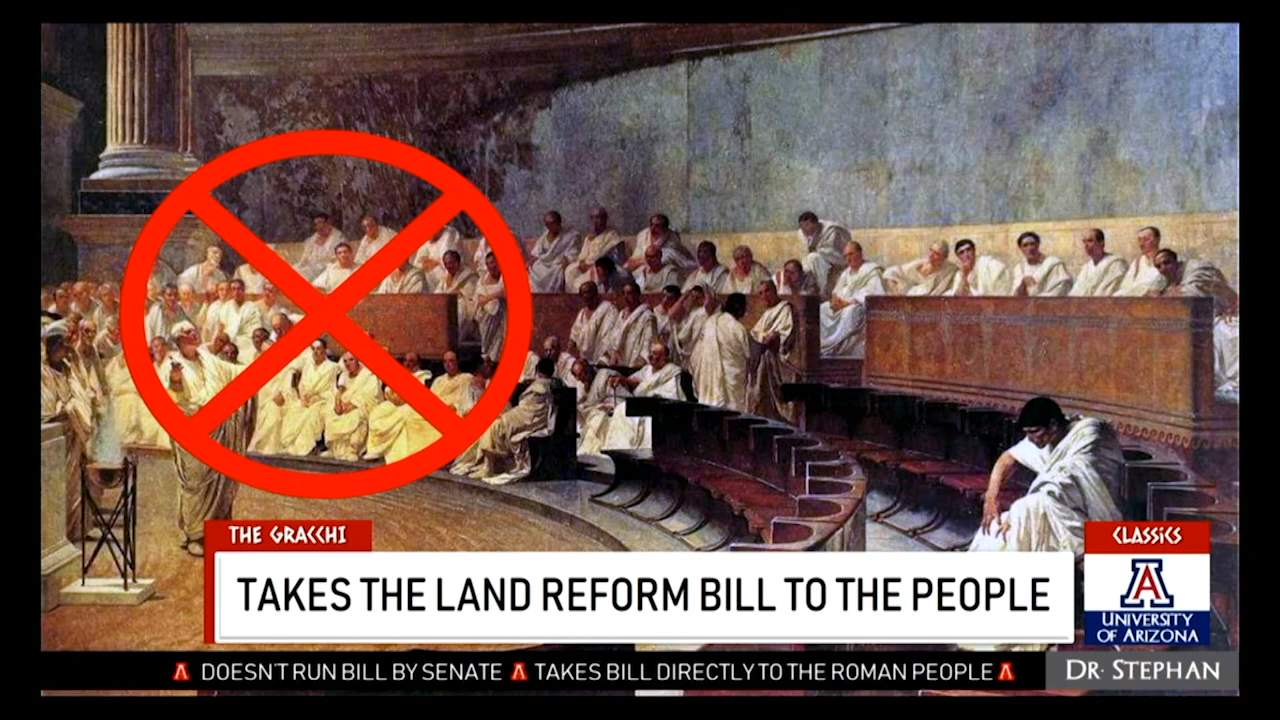 THE GRACCHI
CLASSICS
TAKES THE LAND REFORM BILL TO THE PEOPLE
A
UNIVERSITY
OF ARIZONA
DOESN'T RUN BILL BY SENATE TAKES BILL DIRECTLY TO THE ROMAN PEOPLE
DR. STEPHAN